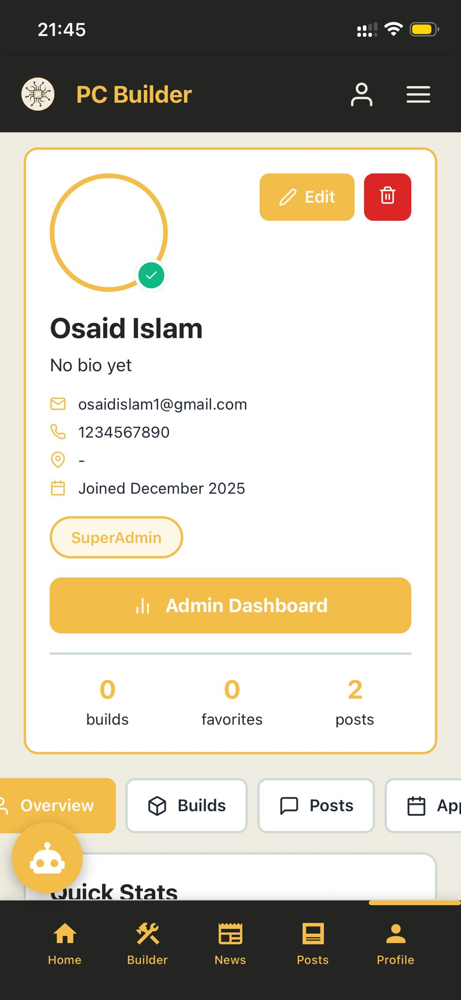 21:45
PC Builder
Edit
Osaid Islam
No bio yet
osaidislam1@gmail.com
1234567890
-
Joined December 2025
SuperAdmin
Admin Dashboard
0 0 2
builds favorites posts
Overview Builds Posts App
Quick Stats
Home Builder News Posts Profile